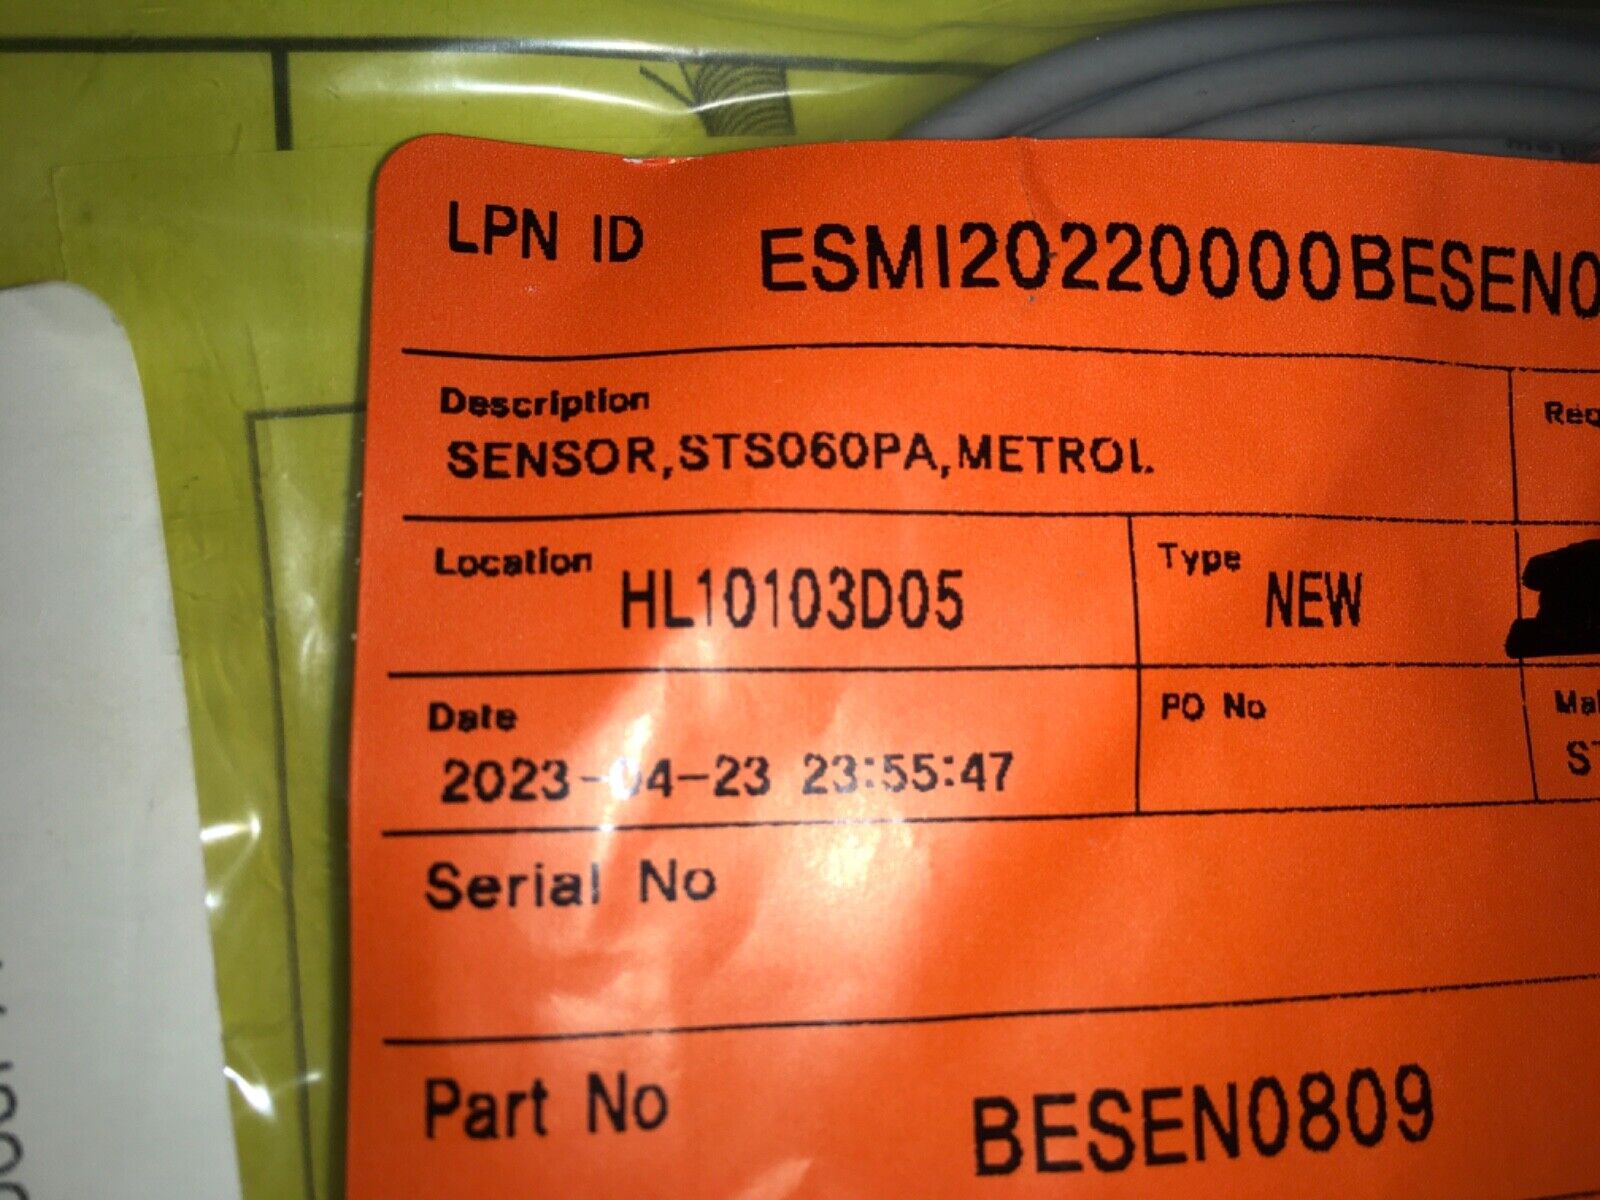 LPN ID ESMI20220000BESEN0
Description
SENSOR,STS060PA,METROL
Location HL10103D05
Type NEW
Date
2023-04-23 23:55:47
PO No
Serial No
Part No BESEN0809